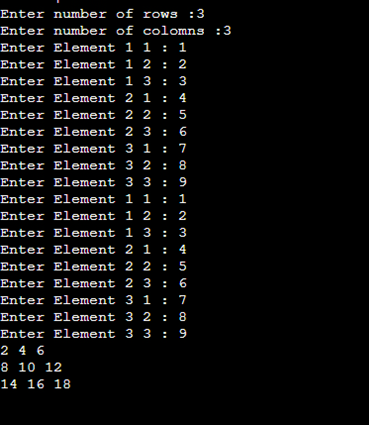 Enter number of rows :3
Enter number of colomns :3
Enter Element 1 1 : 1
Enter Element 1 2 : 2
Enter Element 1 3 : 3
Enter Element 2 1 : 4
Enter Element 2 2 : 5
Enter Element 2 3 : 6
Enter Element 3 1 : 7
Enter Element 3 2 : 8
Enter Element 3 3 : 9
Enter Element 1 1 : 1
Enter Element 1 2 : 2
Enter Element 1 3 : 3
Enter Element 2 1 : 4
Enter Element 2 2 : 5
Enter Element 2 3 : 6
Enter Element 3 1 : 7
Enter Element 3 2 : 8
Enter Element 3 3 : 9
2 4 6
8 10 12
14 16 18